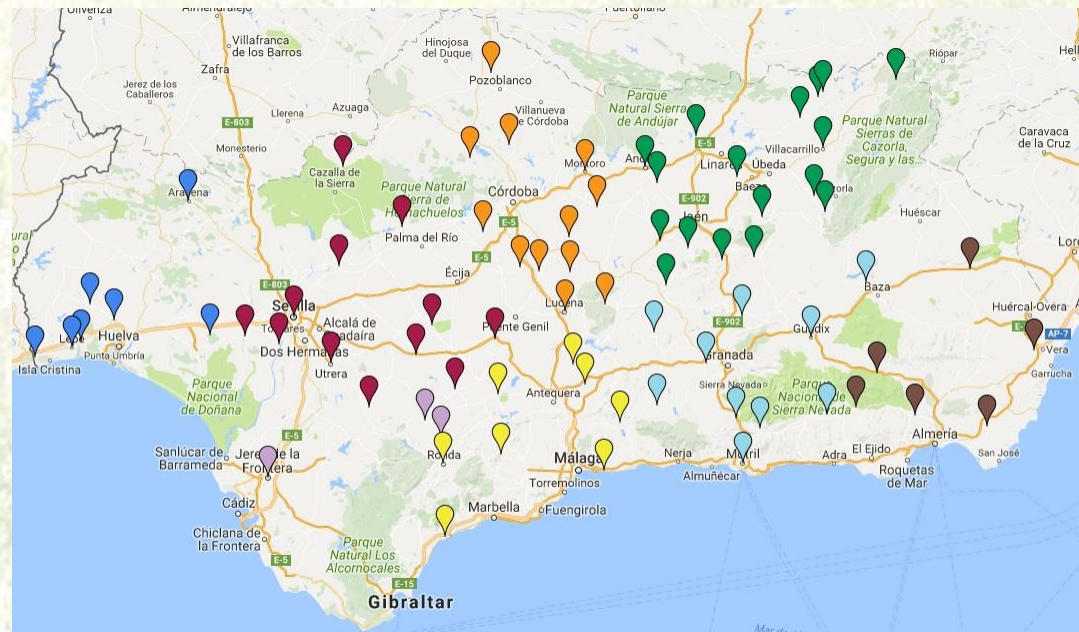 Olivenza
Almendralejo
Puertollano
Villafranca
de los Barros
Hinojosa
del Duque
Riópar
Hell
Zafra
Pozoblanco
Jerez de los
Caballeros
Llerena
Azuaga
Villanueva
de Córdoba
Parque
Natural Sierra
de Andújar
E-803
Monesterio
E-5
Parque Natural
Sierras de
Cazorla,
Segura y las...
Caravaca
de la Cruz
Villacarrillo
Montoro
Linares
Úbeda
Cazalla de
la Sierra
Aracena
Parque Natural
Sierra de
Hornachuelos
Córdoba
Baeza
Cazorla
E-902
Huéscar
E-5
Jaén
Palma del Río
Écija
E-5
Lor
Baza
E-803
Sevilla
Lucena
Huércal-Overa
Lepe
Huelva
Tomares
Alcalá de
Guadaíra
Puente Genil
E-902
Guadix
AP-7
Punta Umbría
Dos Hermanas
Granada
Vera
Isla Cristina
Utrera
Garrucha
Parque
Nacional
de Doñana
Antequera
Sierra Nevada
Parque
Nacional de
Sierra Nevada
E-5
Almería
Sanlúcar de
Barrameda
Jerez de la
Frontera
Ronda
Málaga
Nerja
Motril
Adra
El Ejido
San José
Almuñécar
Roquetas
de Mar
Torremolinos
Cádiz
Marbella
Fuengirola
Chiclana de
la Frontera
Parque
Natural Los
Alcornocales
E-5
E-15
Gibraltar